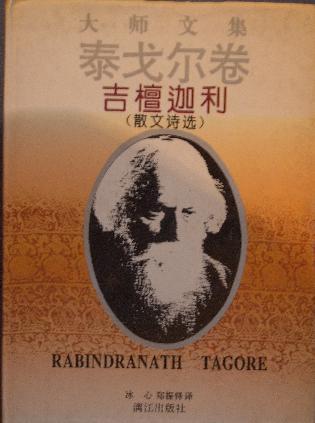 大师文集
泰戈尔卷
吉檀迦利
(散文诗选)
RABINDRANATH TAGORE
冰心 郑振铎译
漓江出版社